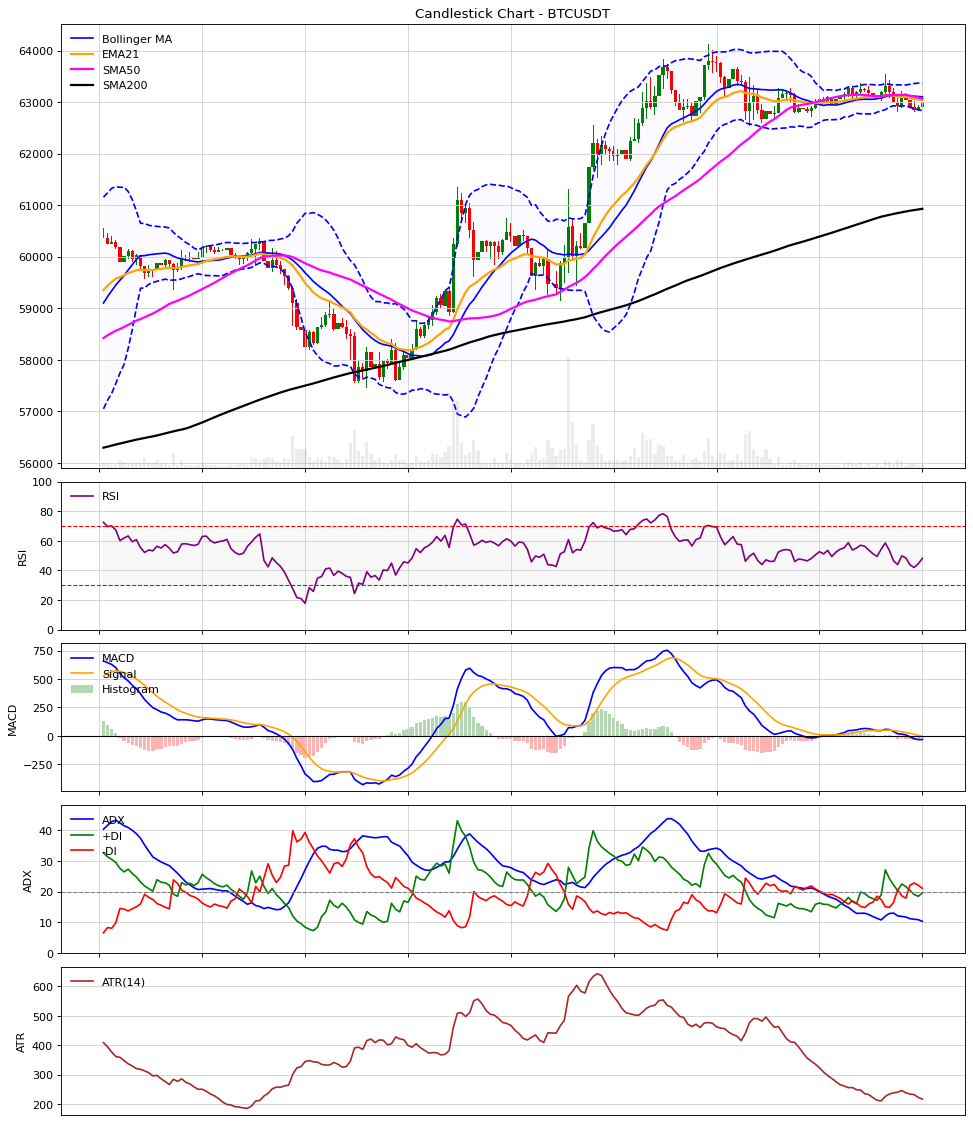 Candlestick Chart - BTCUSDT
Bollinger MA
EMA21
SMA50
SMA200
64000
63000
62000
61000
60000
59000
58000
57000
56000
RSI
RSI
100
80
60
40
20
0
MACD
Signal
Histogram
MACD
750
500
250
0
−250
ADX
+DI
-DI
ADX
40
30
20
10
0
ATR(14)
ATR
600
500
400
300
200